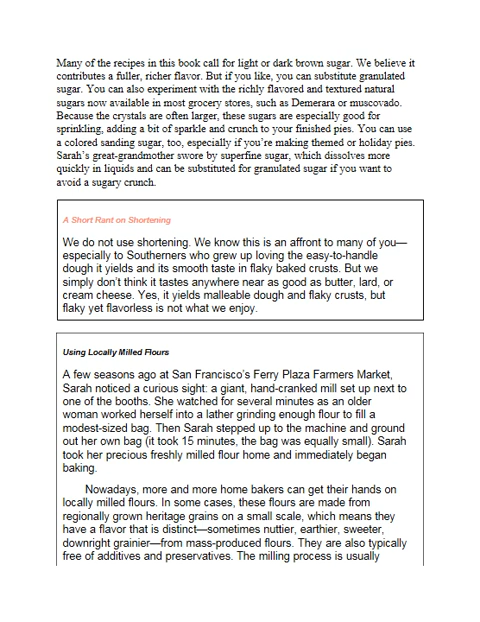 Many of the recipes in this book call for light or dark brown sugar. We believe it
contributes a fuller, richer flavor. But if you like, you can substitute granulated
sugar. You can also experiment with the richly flavored and textured natural
sugars now available in most grocery stores, such as Demerara or muscovado.
Because the crystals are often larger, these sugars are especially good for
sprinkling, adding a bit of sparkle and crunch to your finished pies. You can use
a colored sanding sugar, too, especially if you’re making themed or holiday pies.
Sarah’s great-grandmother swore by superfine sugar, which dissolves more
quickly in liquids and can be substituted for granulated sugar if you want to
avoid a sugary crunch.
A Short Rant on Shortening
We do not use shortening. We know this is an affront to many of you—
especially to Southerners who grew up loving the easy-to-handle
dough it yields and its smooth taste in flaky baked crusts. But we
simply don’t think it tastes anywhere near as good as butter, lard, or
cream cheese. Yes, it yields malleable dough and flaky crusts, but
flaky yet flavorless is not what we enjoy.
Using Locally Milled Flours
A few seasons ago at San Francisco’s Ferry Plaza Farmers Market,
Sarah noticed a curious sight: a giant, hand-cranked mill set up next to
one of the booths. She watched for several minutes as an older
woman worked herself into a lather grinding enough flour to fill a
modest-sized bag. Then Sarah stepped up to the machine and ground
out her own bag (it took 15 minutes, the bag was equally small). Sarah
took her precious freshly milled flour home and immediately began
baking.
Nowadays, more and more home bakers can get their hands on
locally milled flours. In some cases, these flours are made from
regionally grown heritage grains on a small scale, which means they
have a flavor that is distinct—sometimes nuttier, earthier, sweeter,
downright grainier—from mass-produced flours. They are also typically
free of additives and preservatives. The milling process is usually